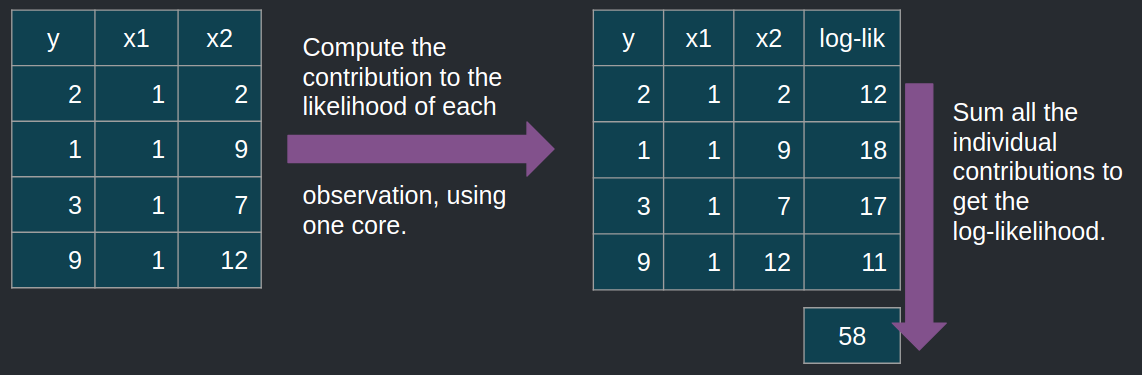 y x1 x2
2 1 2
1 1 9
3 1 7
9 1 12
Compute the
contribution to the
likelihood of each
observation, using
one core.
y x1 x2 log-lik
2 1 2 12
1 1 9 18
3 1 7 17
9 1 12 11
58
Sum all the
individual
contributions to
get the
log-likelihood.